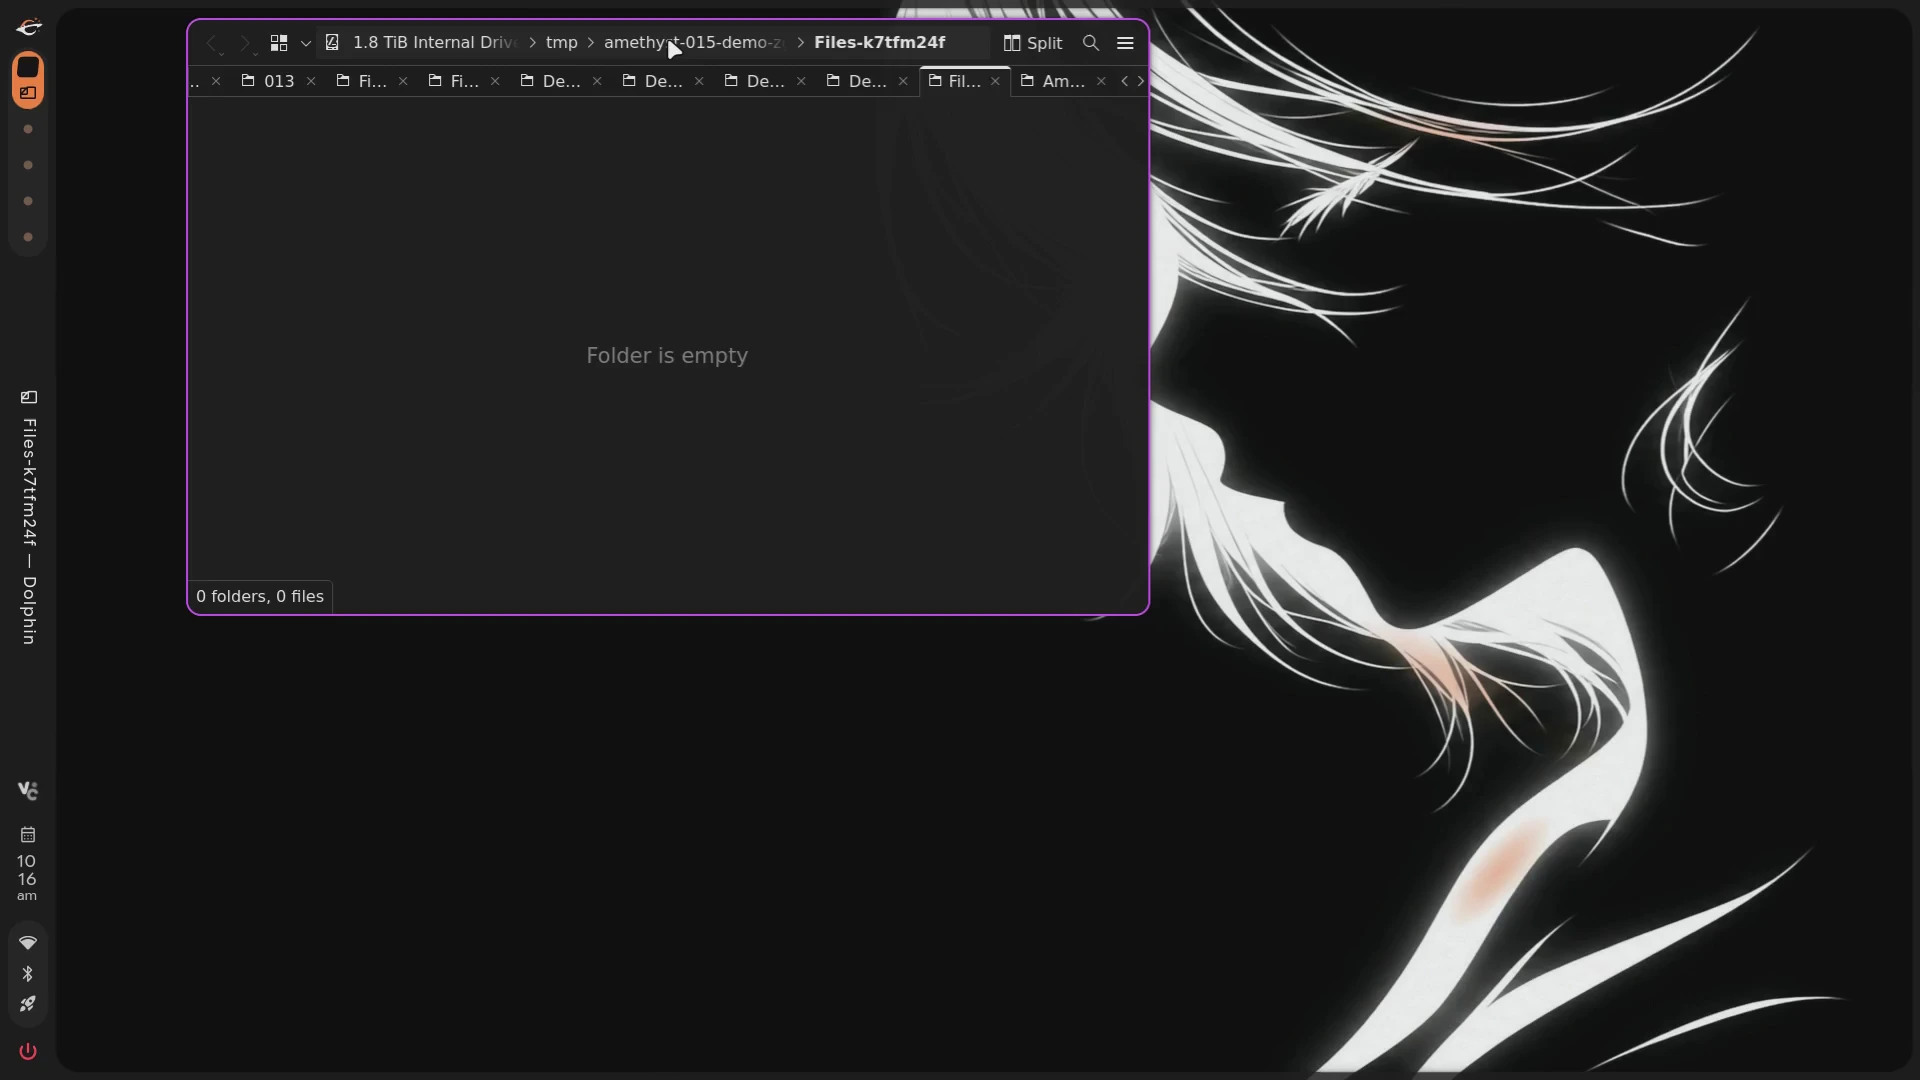 1.8 TiB Internal Driv > tmp > amethyst-015-demo-z > Files-k7tfm24f Split
.. 013 Fi... Fi... De... De... De... De... Fil... Am...
Folder is empty
0 folders, 0 files
Files-k7tfm24f — Dolphin
10
16
am